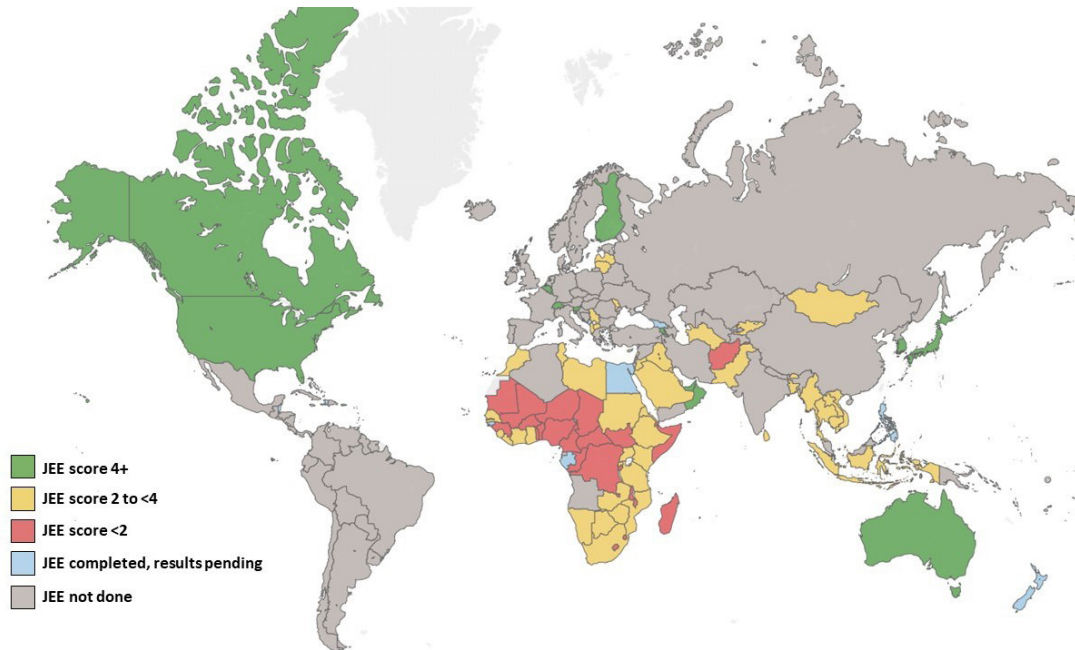 JEE score 4+
JEE score 2 to <4
JEE score <2
JEE completed, results pending
JEE not done